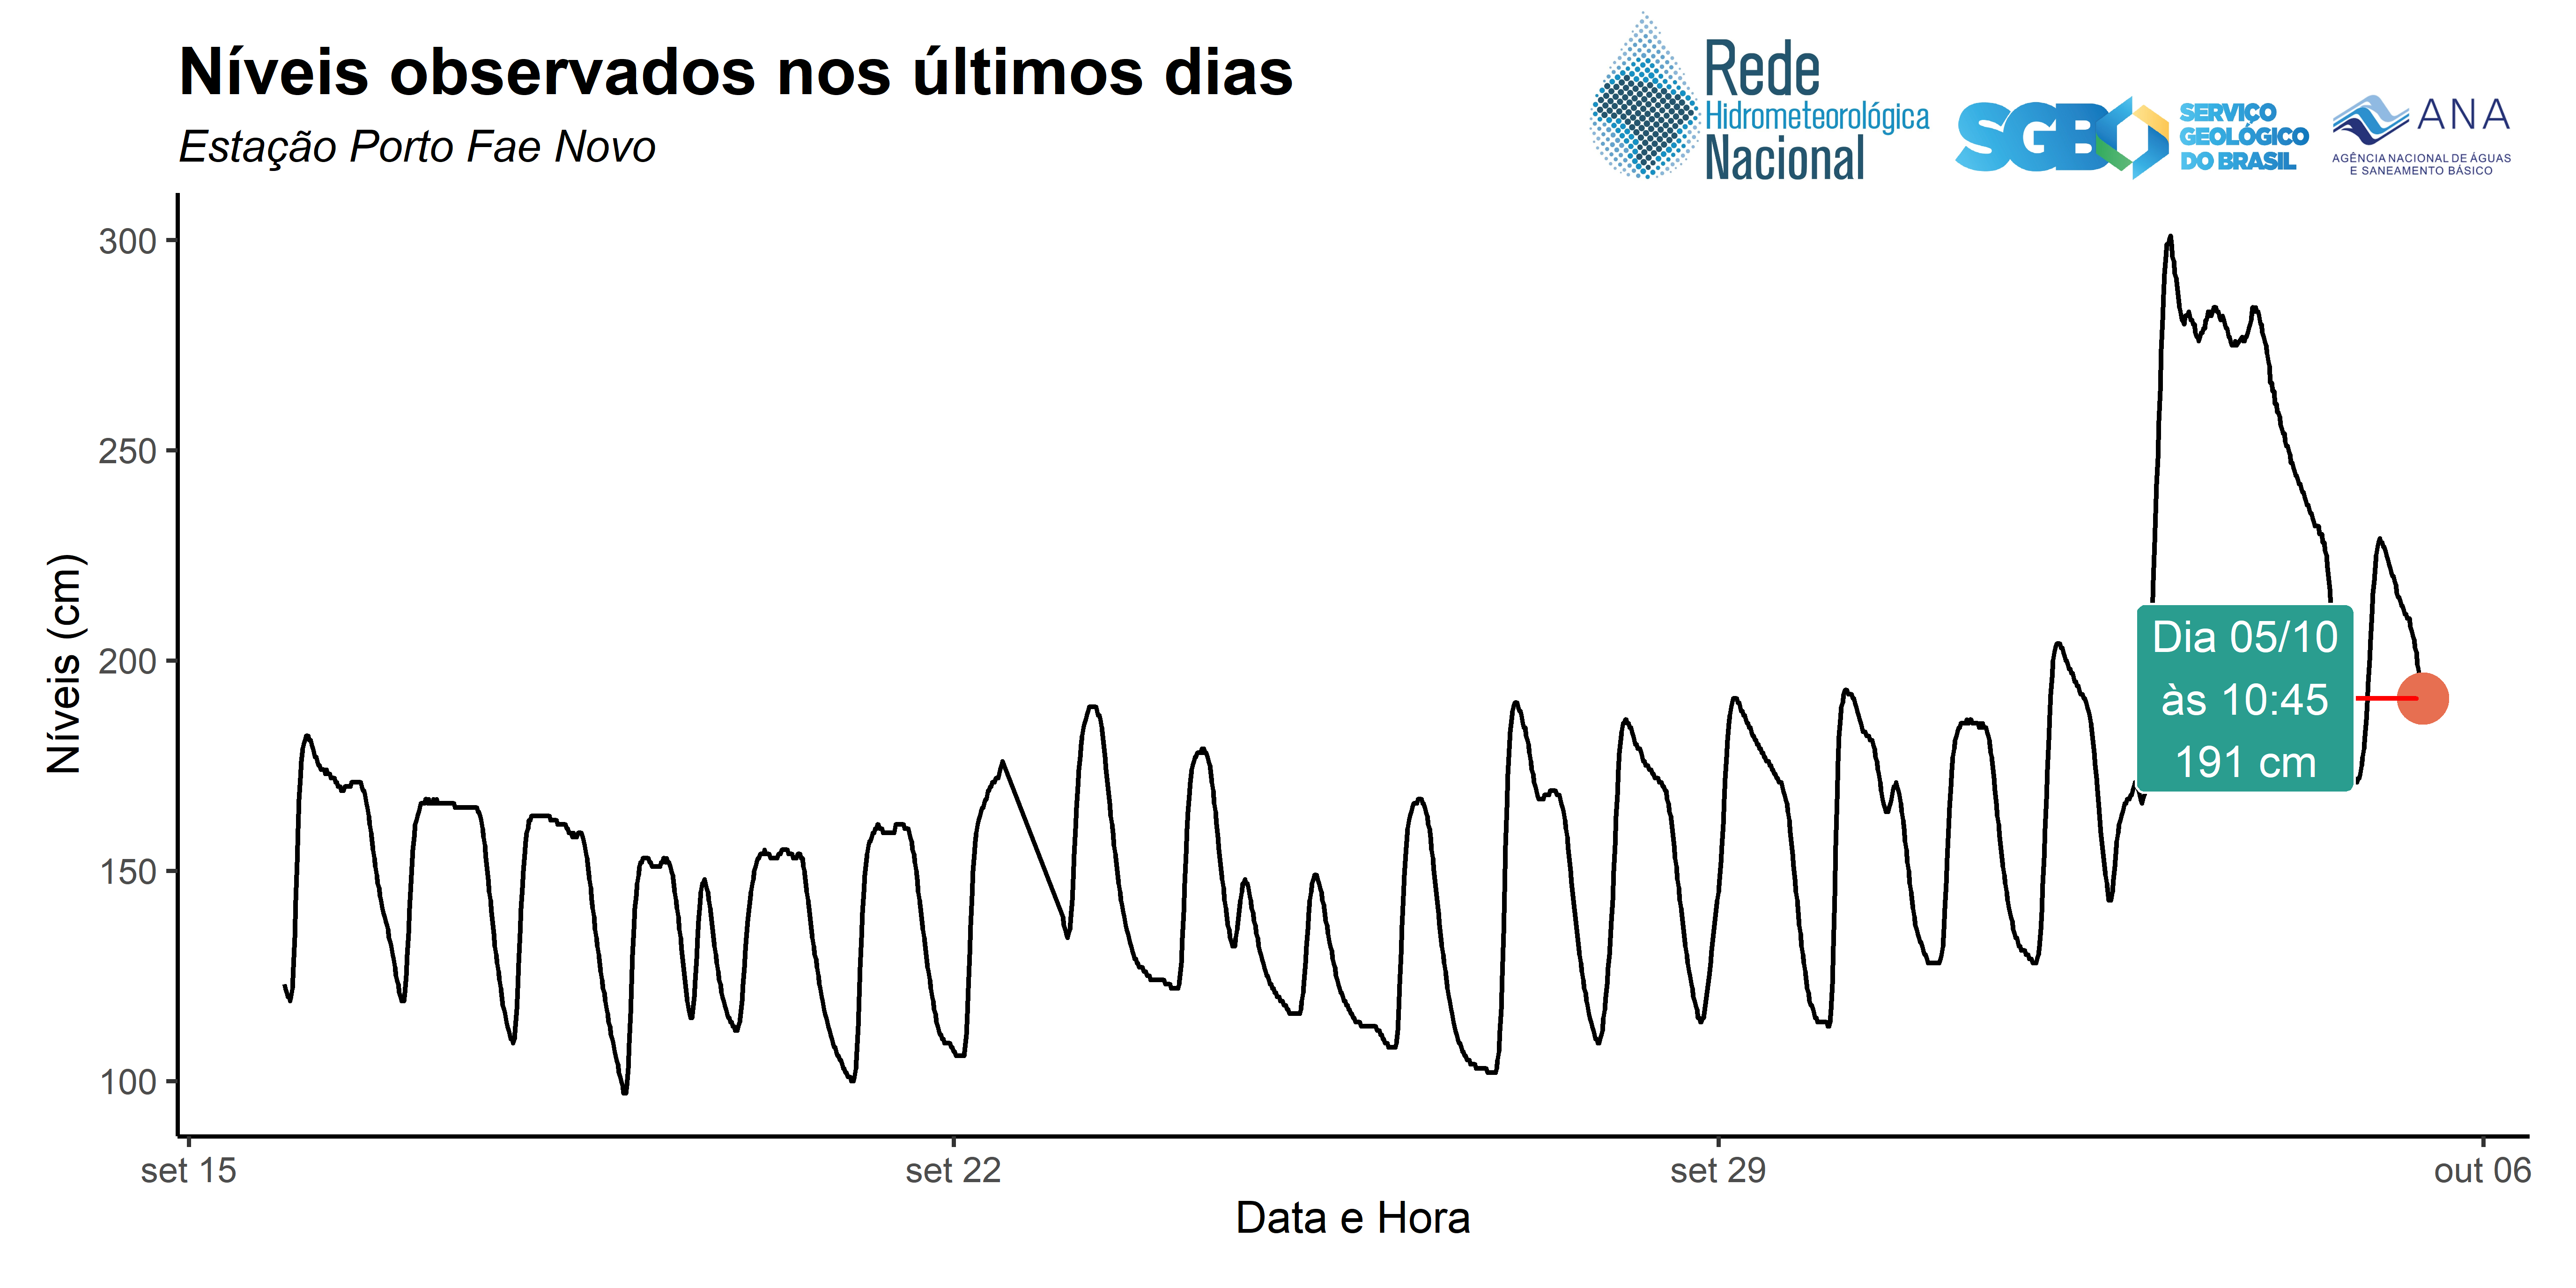 Níveis observados nos últimos dias
Estação Porto Fae Novo
Rede
Hidrometeorológica
Nacional
SGB
SERVIÇO
GEOLÓGICO
DO BRASIL
ANA
AGÊNCIA NACIONAL DE ÁGUAS
E SANEAMENTO BÁSICO
Níveis (cm)
300
250
200
150
100
Dia 05/10
às 10:45
191 cm
set 15
set 22
set 29
out 06
Data e Hora